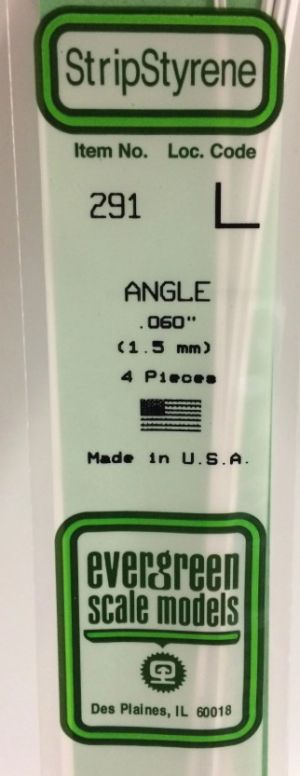 StripStyrene
Item No. Loc. Code
291
ANGLE
.060"
(1.5 mm)
4 Pieces
Made in U.S.A.
evergreen
scale models
Des Plaines, IL 60018